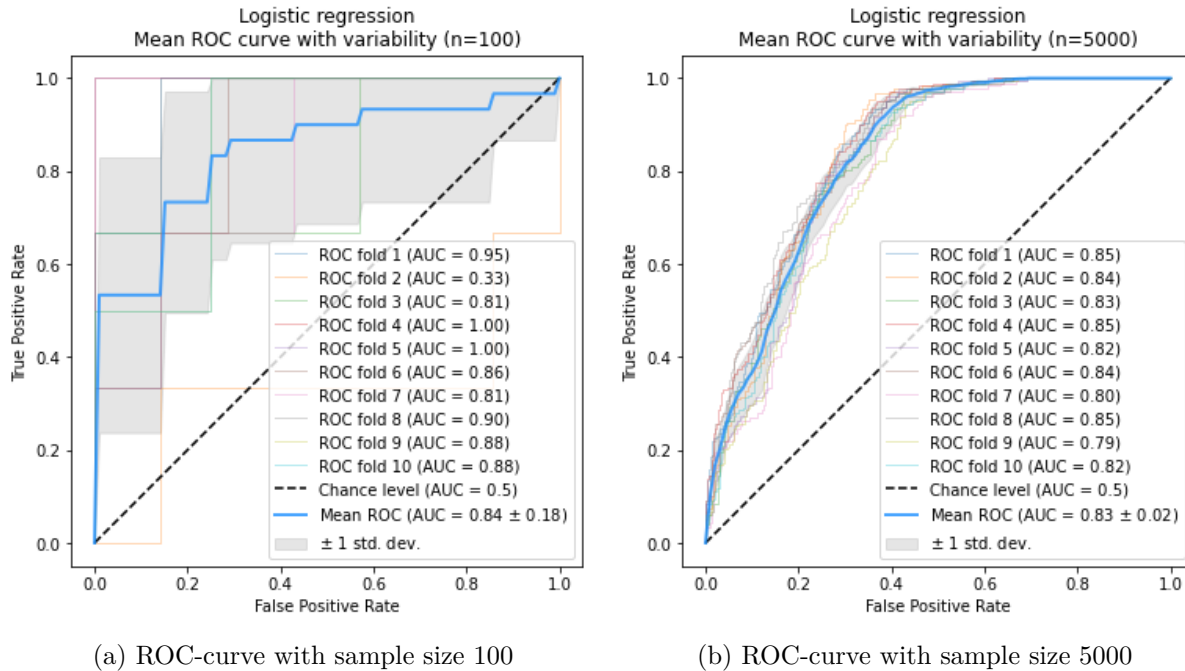 Logistic regression
Mean ROC curve with variability (n=100)
1.0
0.8
0.6
0.4
0.2
0.0
True Positive Rate
ROC fold 1 (AUC = 0.95)
ROC fold 2 (AUC = 0.33)
ROC fold 3 (AUC = 0.81)
ROC fold 4 (AUC = 1.00)
ROC fold 5 (AUC = 1.00)
ROC fold 6 (AUC = 0.86)
ROC fold 7 (AUC = 0.81)
ROC fold 8 (AUC = 0.90)
ROC fold 9 (AUC = 0.88)
ROC fold 10 (AUC = 0.88)
Chance level (AUC = 0.5)
Mean ROC (AUC = 0.84 ± 0.18)
± 1 std. dev.
0.0 0.2 0.4 0.6 0.8 1.0
False Positive Rate
(a) ROC-curve with sample size 100
Logistic regression
Mean ROC curve with variability (n=5000)
1.0
0.8
0.6
0.4
0.2
0.0
True Positive Rate
ROC fold 1 (AUC = 0.85)
ROC fold 2 (AUC = 0.84)
ROC fold 3 (AUC = 0.83)
ROC fold 4 (AUC = 0.85)
ROC fold 5 (AUC = 0.82)
ROC fold 6 (AUC = 0.84)
ROC fold 7 (AUC = 0.80)
ROC fold 8 (AUC = 0.85)
ROC fold 9 (AUC = 0.79)
ROC fold 10 (AUC = 0.82)
Chance level (AUC = 0.5)
Mean ROC (AUC = 0.83 ± 0.02)
± 1 std. dev.
0.0 0.2 0.4 0.6 0.8 1.0
False Positive Rate
(b) ROC-curve with sample size 5000